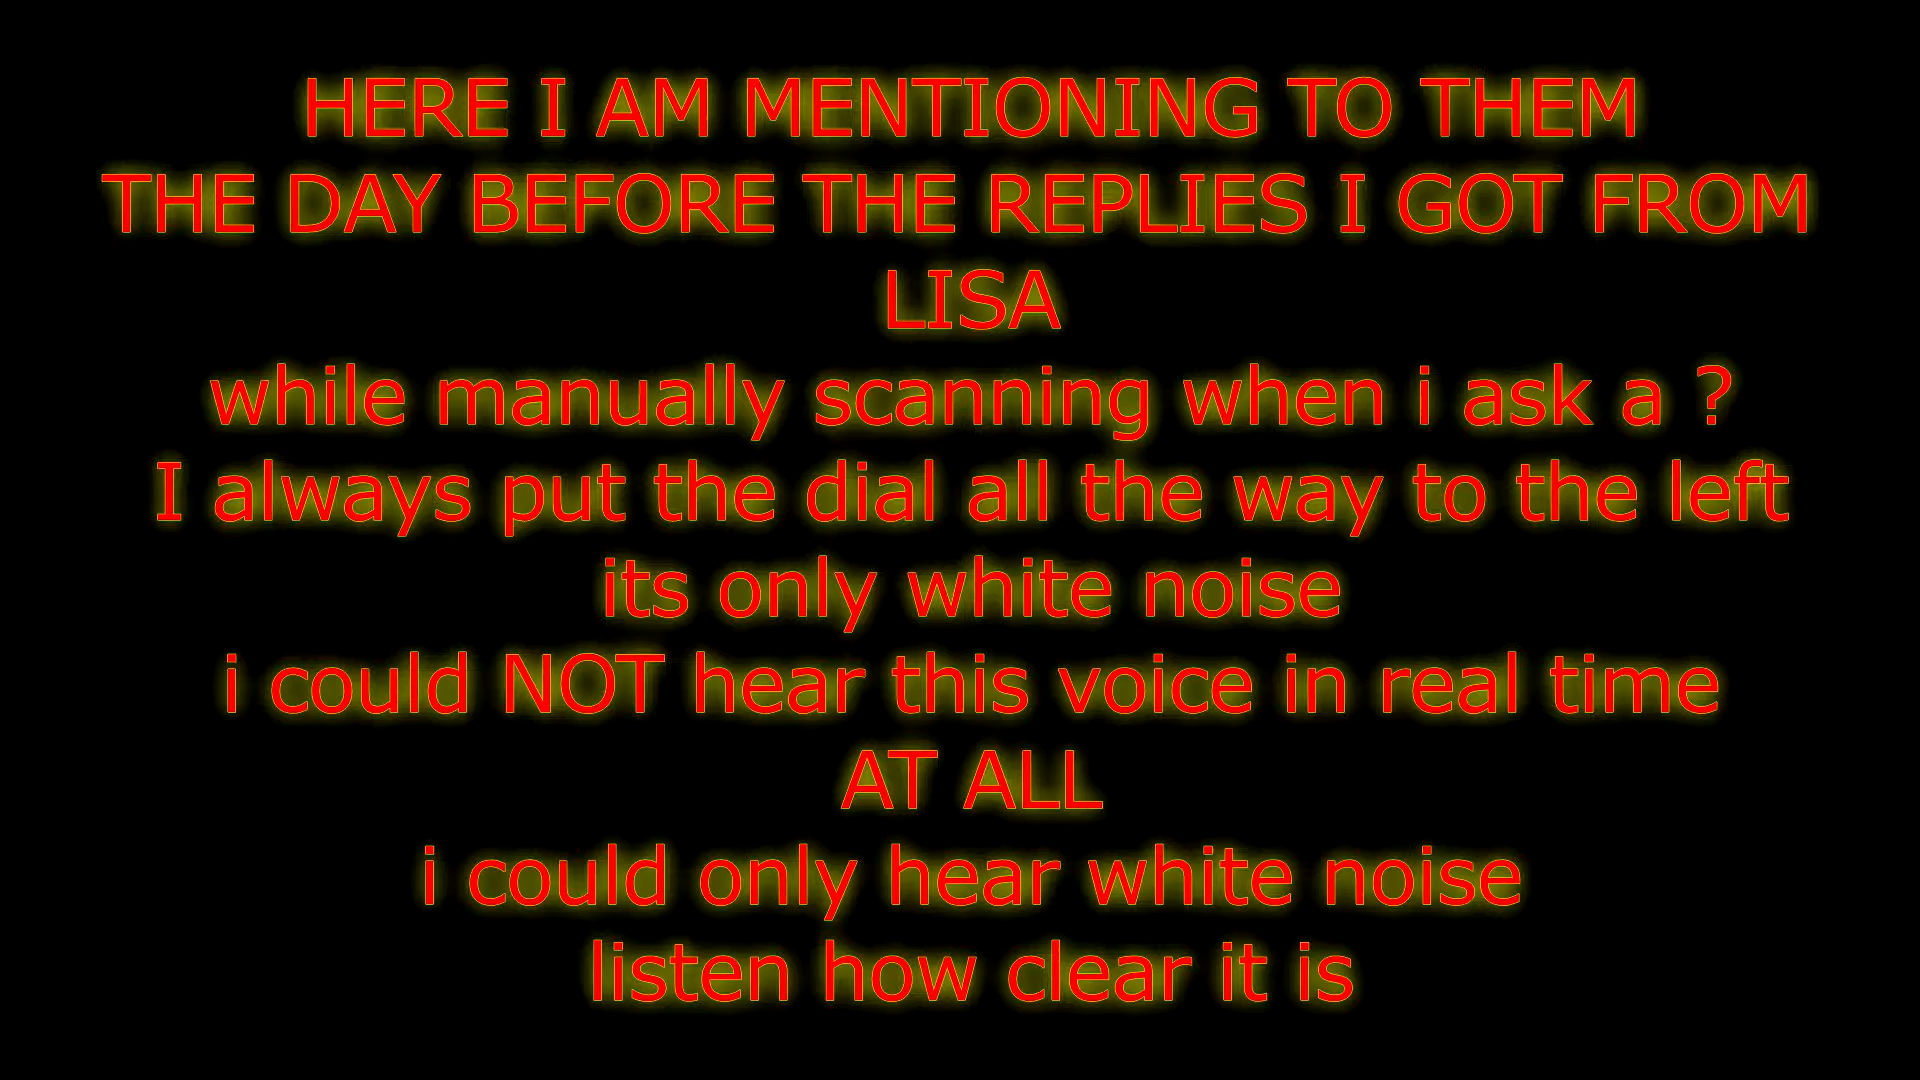 HERE I AM MENTIONING TO THEM
THE DAY BEFORE THE REPLIES I GOT FROM
LISA
while manually scanning when i ask a ?
I always put the dial all the way to the left
its only white noise
i could NOT hear this voice in real time
AT ALL
i could only hear white noise
listen how clear it is